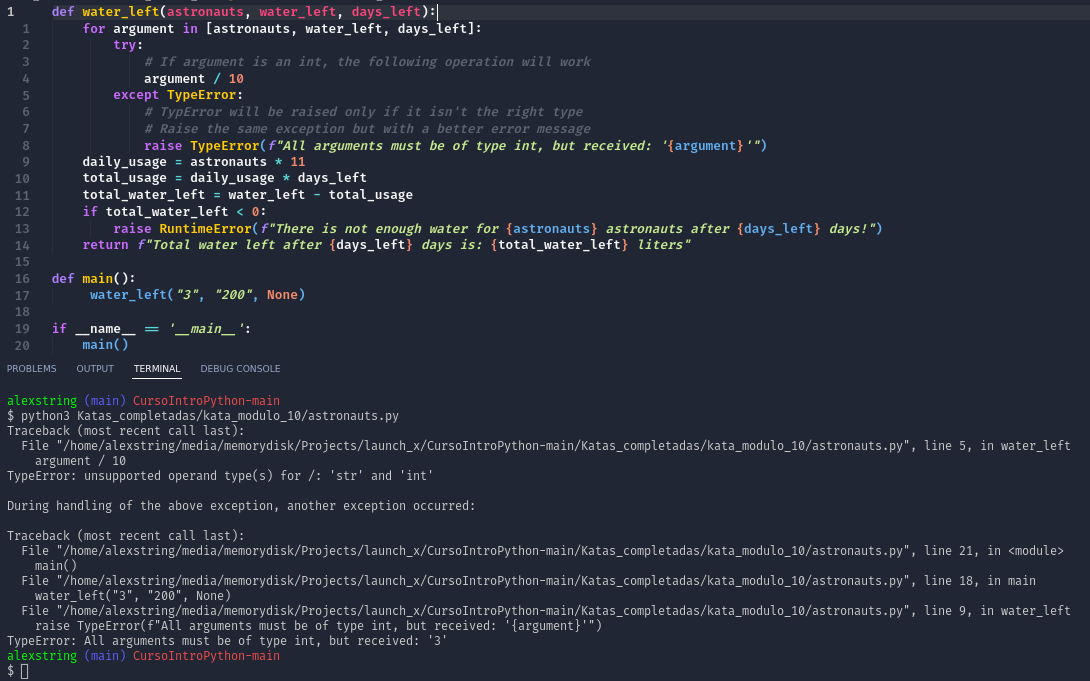 1 def water_left(astronauts, water_left, days_left):
1 for argument in [astronauts, water_left, days_left]:
2 try:
3 # If argument is an int, the following operation will work
4 argument / 10
5 except TypeError:
6 # TypError will be raised only if it isn't the right type
7 # Raise the same exception but with a better error message
8 raise TypeError(f"All arguments must be of type int, but received: '{argument}'")
9 daily_usage = astronauts * 11
10 total_usage = daily_usage * days_left
11 total_water_left = water_left - total_usage
12 if total_water_left < 0:
13 raise RuntimeError(f"There is not enough water for {astronauts} astronauts after {days_left} days!")
14 return f"Total water left after {days_left} days is: {total_water_left} liters"
15
16 def main():
17 water_left("3", "200", None)
18
19 if __name__ == '__main__':
20 main()
PROBLEMS OUTPUT TERMINAL DEBUG CONSOLE
alexstring (main) CursoIntroPython-main
$ python3 Katas_completadas/kata_modulo_10/astronauts.py
Traceback (most recent call last):
File "/home/alexstring/media/memorydisk/Projects/launch_x/CursoIntroPython-main/Katas_completadas/kata_modulo_10/astronauts.py", line 5, in water_left
argument / 10
TypeError: unsupported operand type(s) for /: 'str' and 'int'
During handling of the above exception, another exception occurred:
Traceback (most recent call last):
File "/home/alexstring/media/memorydisk/Projects/launch_x/CursoIntroPython-main/Katas_completadas/kata_modulo_10/astronauts.py", line 21, in <module>
main()
File "/home/alexstring/media/memorydisk/Projects/launch_x/CursoIntroPython-main/Katas_completadas/kata_modulo_10/astronauts.py", line 18, in main
water_left("3", "200", None)
File "/home/alexstring/media/memorydisk/Projects/launch_x/CursoIntroPython-main/Katas_completadas/kata_modulo_10/astronauts.py", line 9, in water_left
raise TypeError(f"All arguments must be of type int, but received: '{argument}'")
TypeError: All arguments must be of type int, but received: '3'
alexstring (main) CursoIntroPython-main
$